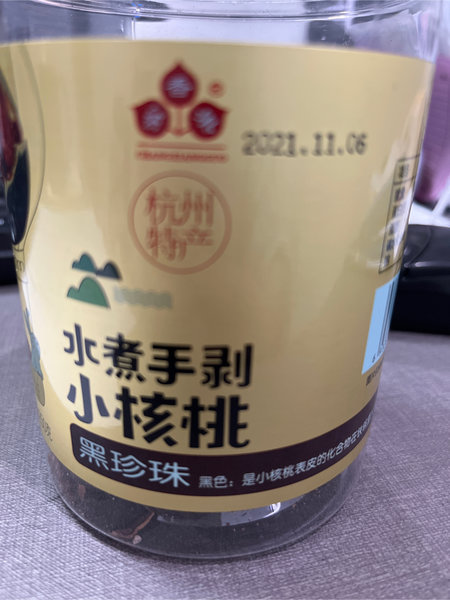 2021.11.06
杭州
特产
水煮手剥
小核桃
黑珍珠
黑色：是小核桃表皮的化合物在